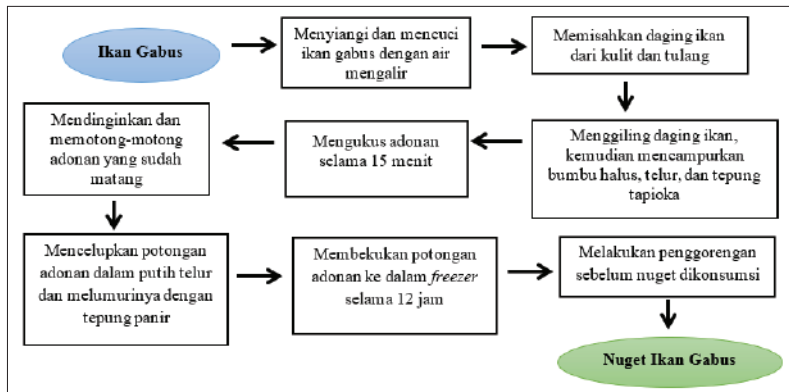 Ikan Gabus
Menyiangi dan mencuci
ikan gabus dengan air
mengalir
Memisahkan daging ikan
dari kulit dan tulang
Menggiling daging ikan,
kemudian mencampurkan
bumbu halus, telur, dan tepung
tapioka
Mengukus adonan
selama 15 menit
Mendinginkan dan
memotong-motong
adonan yang sudah
matang
Mencelupkan potongan
adonan dalam putih telur
dan melumurinya dengan
tepung panir
Membekukan potongan
adonan ke dalam freezer
selama 12 jam
Melakukan penggorengan
sebelum nuget dikonsumsi
Nuget Ikan Gabus